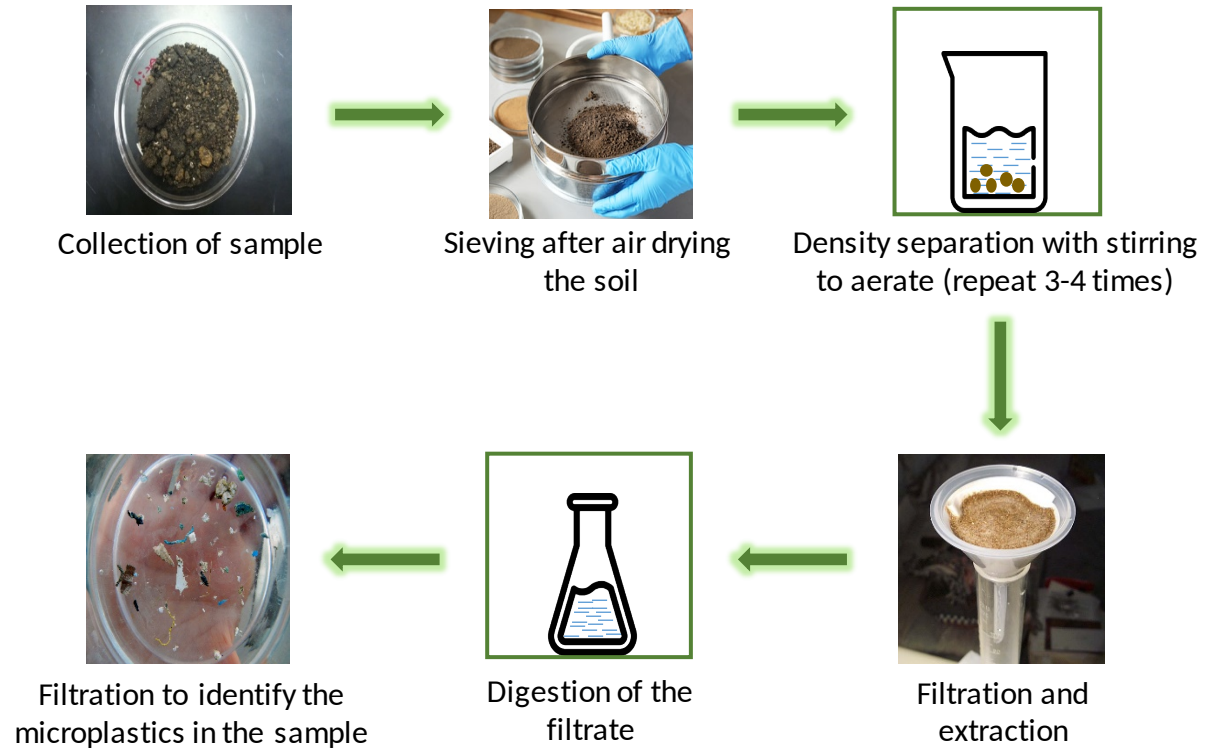 Collection of sample
Sieving after air drying
the soil
Density separation with stirring
to aerate (repeat 3-4 times)
Filtration to identify the
microplastics in the sample
Digestion of the
filtrate
Filtration and
extraction